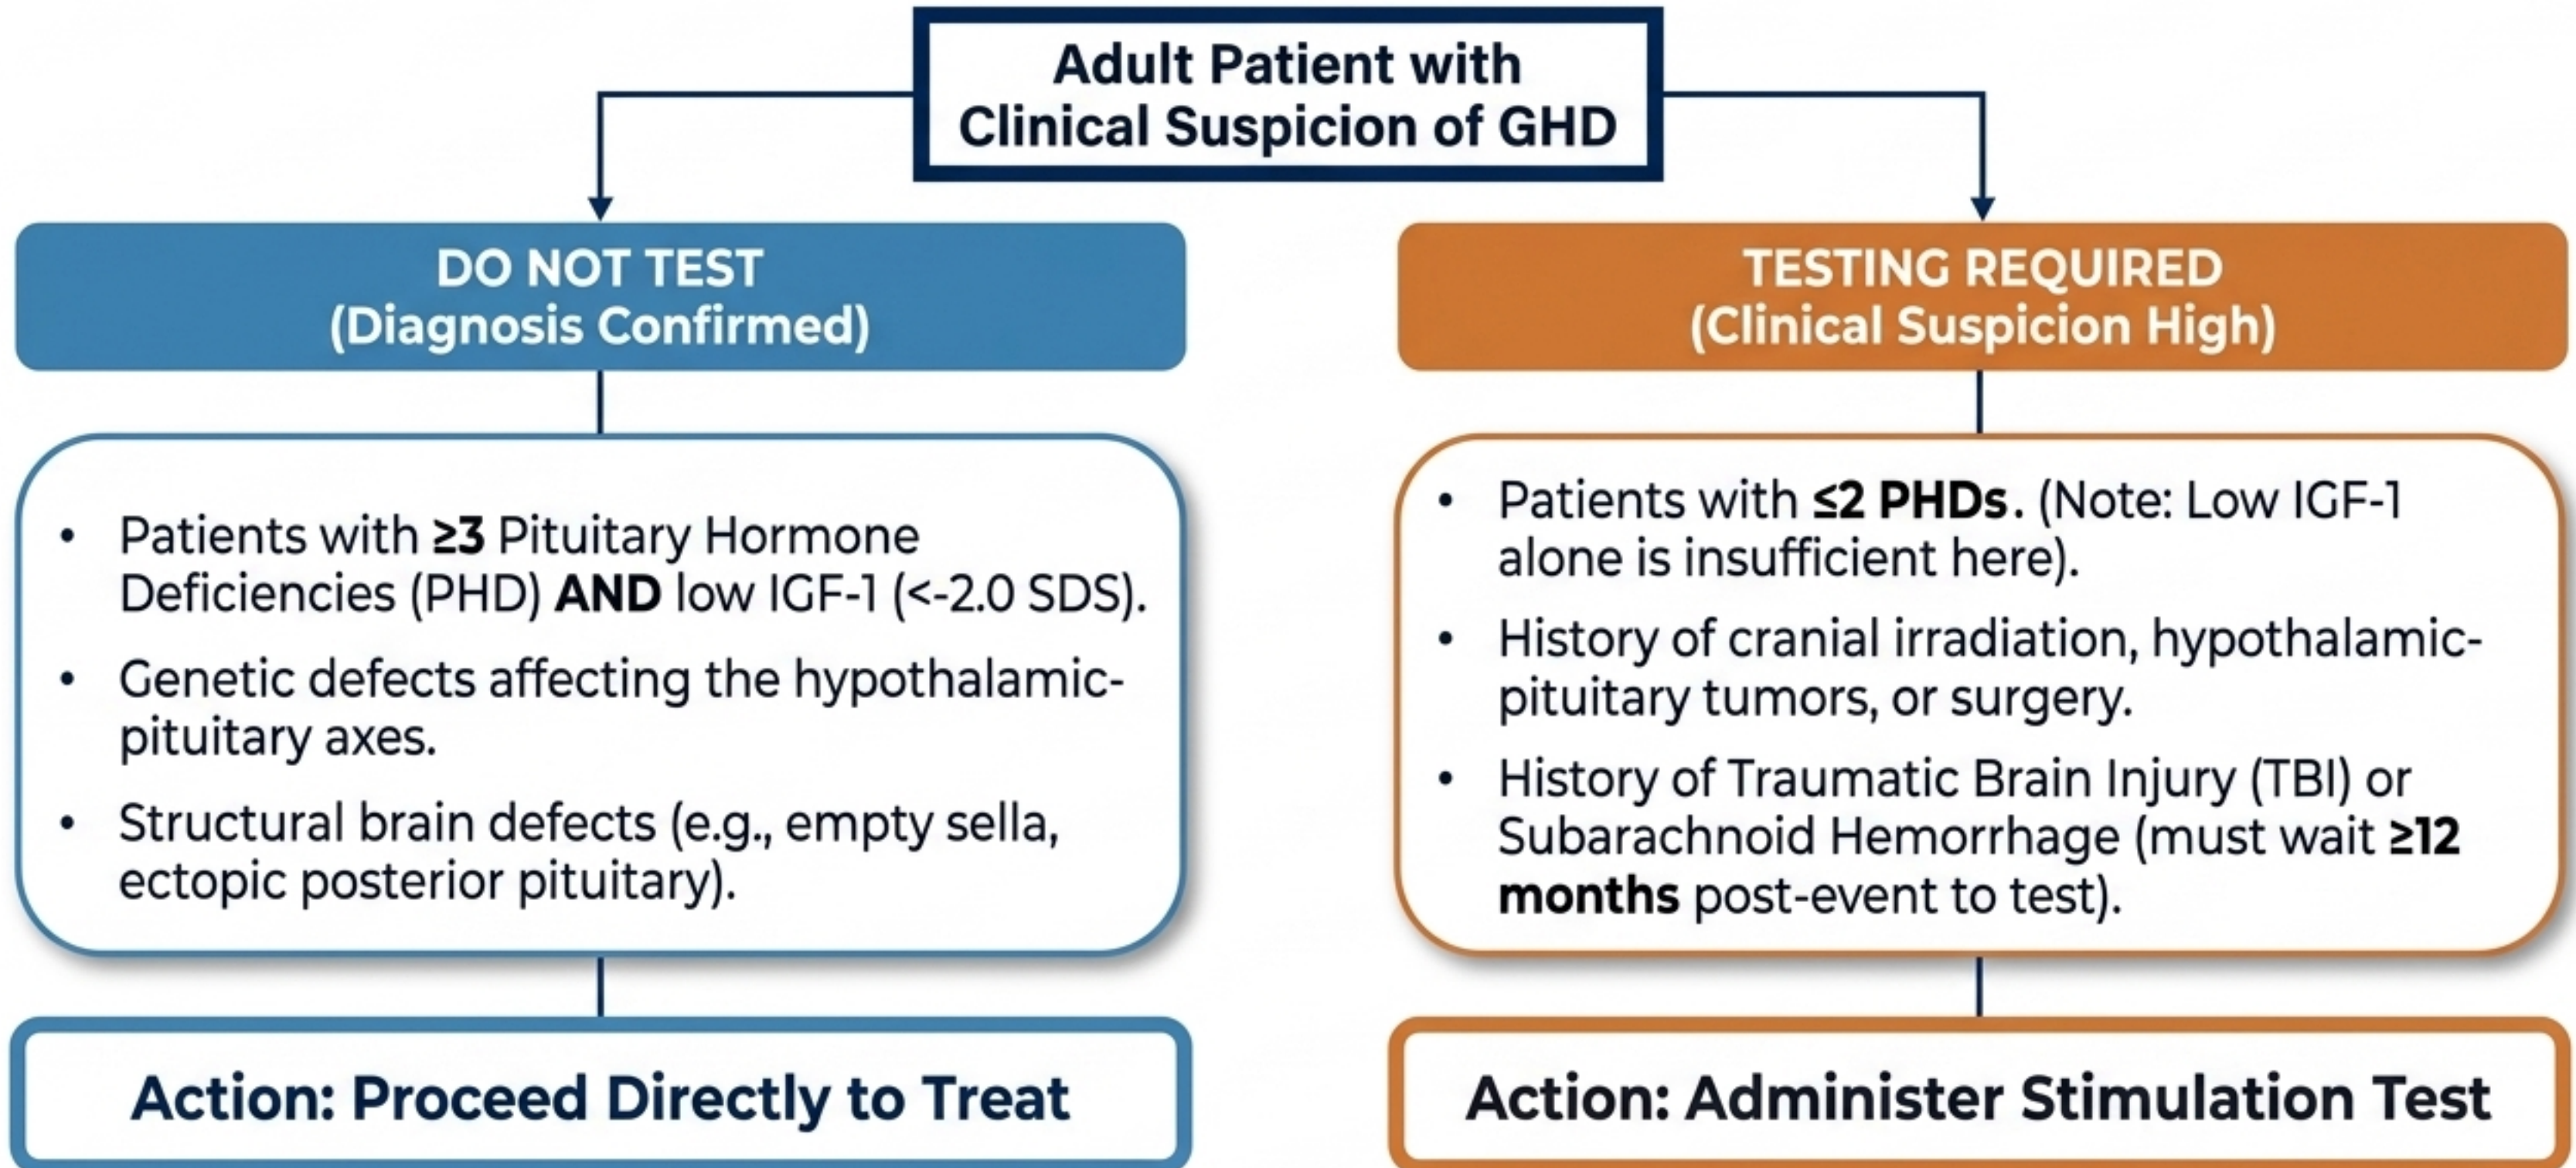 Adult Patient with
Clinical Suspicion of GHD
DO NOT TEST
(Diagnosis Confirmed)
• Patients with ≥3 Pituitary Hormone
Deficiencies (PHD) AND low IGF-1 (<-2.0 SDS).
• Genetic defects affecting the hypothalamic-
pituitary axes.
• Structural brain defects (e.g., empty sella,
ectopic posterior pituitary).
Action: Proceed Directly to Treat
TESTING REQUIRED
(Clinical Suspicion High)
• Patients with ≤2 PHDs. (Note: Low IGF-1
alone is insufficient here).
• History of cranial irradiation, hypothalamic-
pituitary tumors, or surgery.
• History of Traumatic Brain Injury (TBI) or
Subarachnoid Hemorrhage (must wait ≥12
months post-event to test).
Action: Administer Stimulation Test